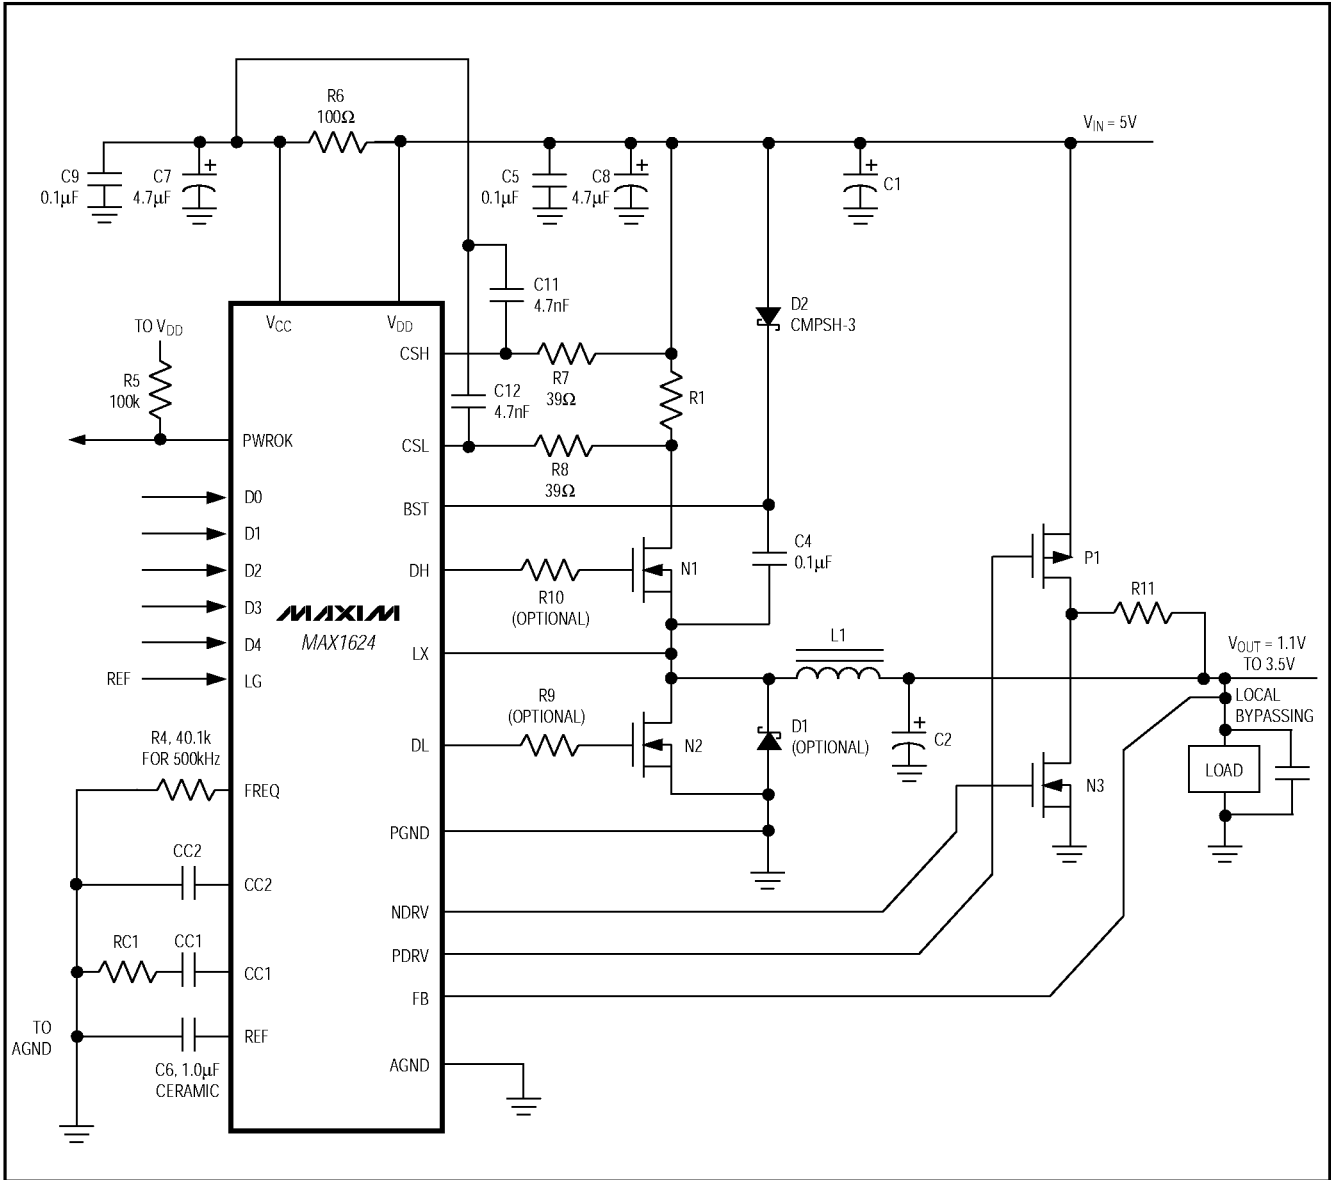 R6
100Ω
V_IN = 5V
C9
0.1µF
C7
4.7µF
+
C5
0.1µF
C8
4.7µF
+
+
C1
C11
4.7nF
D2
CMPSH-3
TO V_DD
R5
100k
V_CC
V_DD
CSH
R7
39Ω
C12
4.7nF
R1
PWROK
CSL
R8
39Ω
D0
BST
D1
C4
0.1µF
D2
DH
R10
(OPTIONAL)
N1
P1
D3
MAXIM
MAX1624
R11
D4
LX
L1
V_OUT = 1.1V
TO 3.5V
REF
LG
R9
(OPTIONAL)
LOCAL
BYPASSING
R4, 40.1k
FOR 500kHz
DL
N2
D1
(OPTIONAL)
+
C2
LOAD
FREQ
N3
PGND
CC2
CC2
NDRV
RC1
CC1
CC1
PDRV
FB
TO
AGND
REF
C6, 1.0µF
CERAMIC
AGND